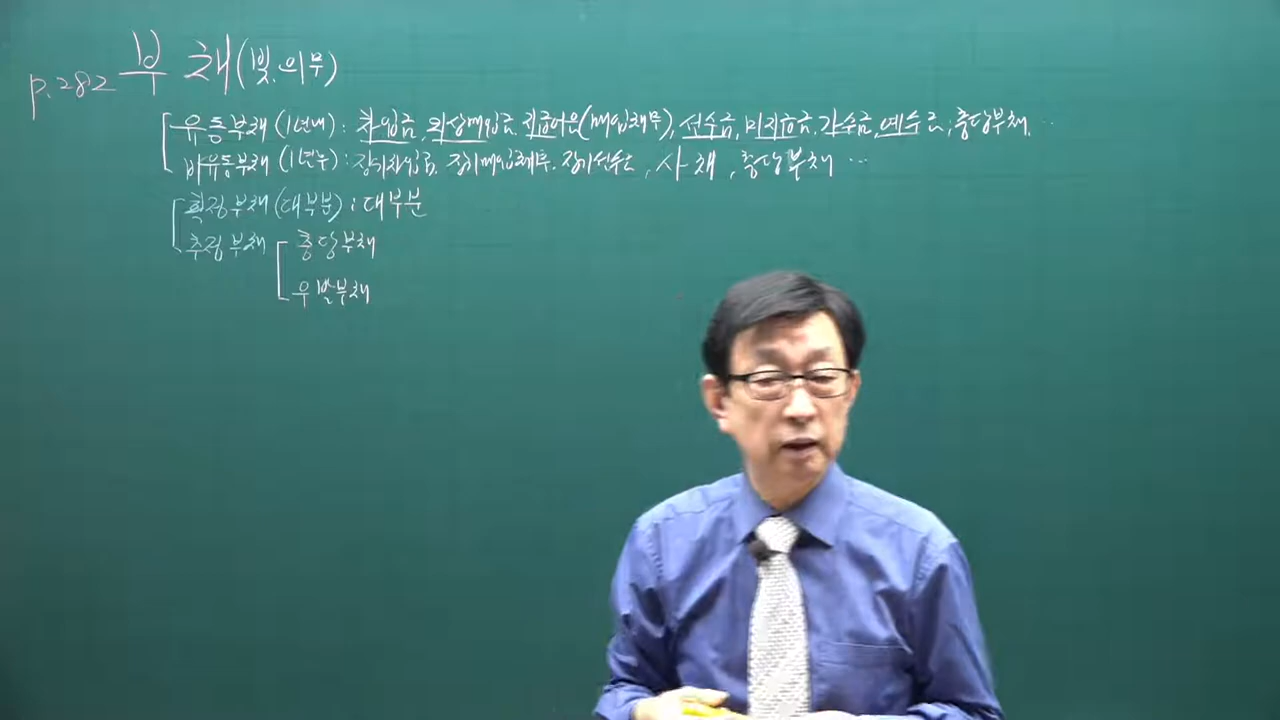 p.282 부 채(빚.의무)
유동부채 (1년내) : 차입금, 외상매입금, 지급어음(매입채무), 선수금, 미지급금, 가수금, 예수금, 충당부채, …
비유동부채 (1년후) : 장기차입금, 장기매입채무. 장기선수금, 사 채, 충당부채 …
확정부채 (대부분) : 대부분
추정부채 충당부채
우발부채